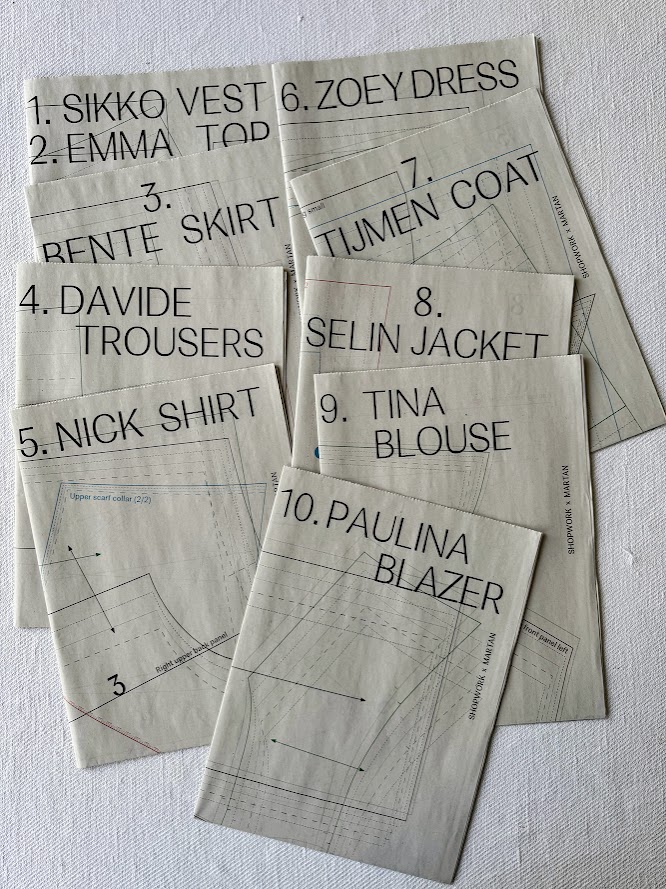 1. SIKKO VEST
2. EMMA TOP
3.
BENTE SKIRT
4. DAVIDE
TROUSERS
5. NICK SHIRT
Upper scarf collar (2/2)
Right upper back panel
3
6. ZOEY DRESS
small
7.
TIJMEN COAT
SHOPWORK x MARTAN
8.
SELIN JACKET
9. TINA
BLOUSE
SHOPWORK x MARTAN
front panel left
10. PAULINA
BLAZER
SHOPWORK x MARTAN